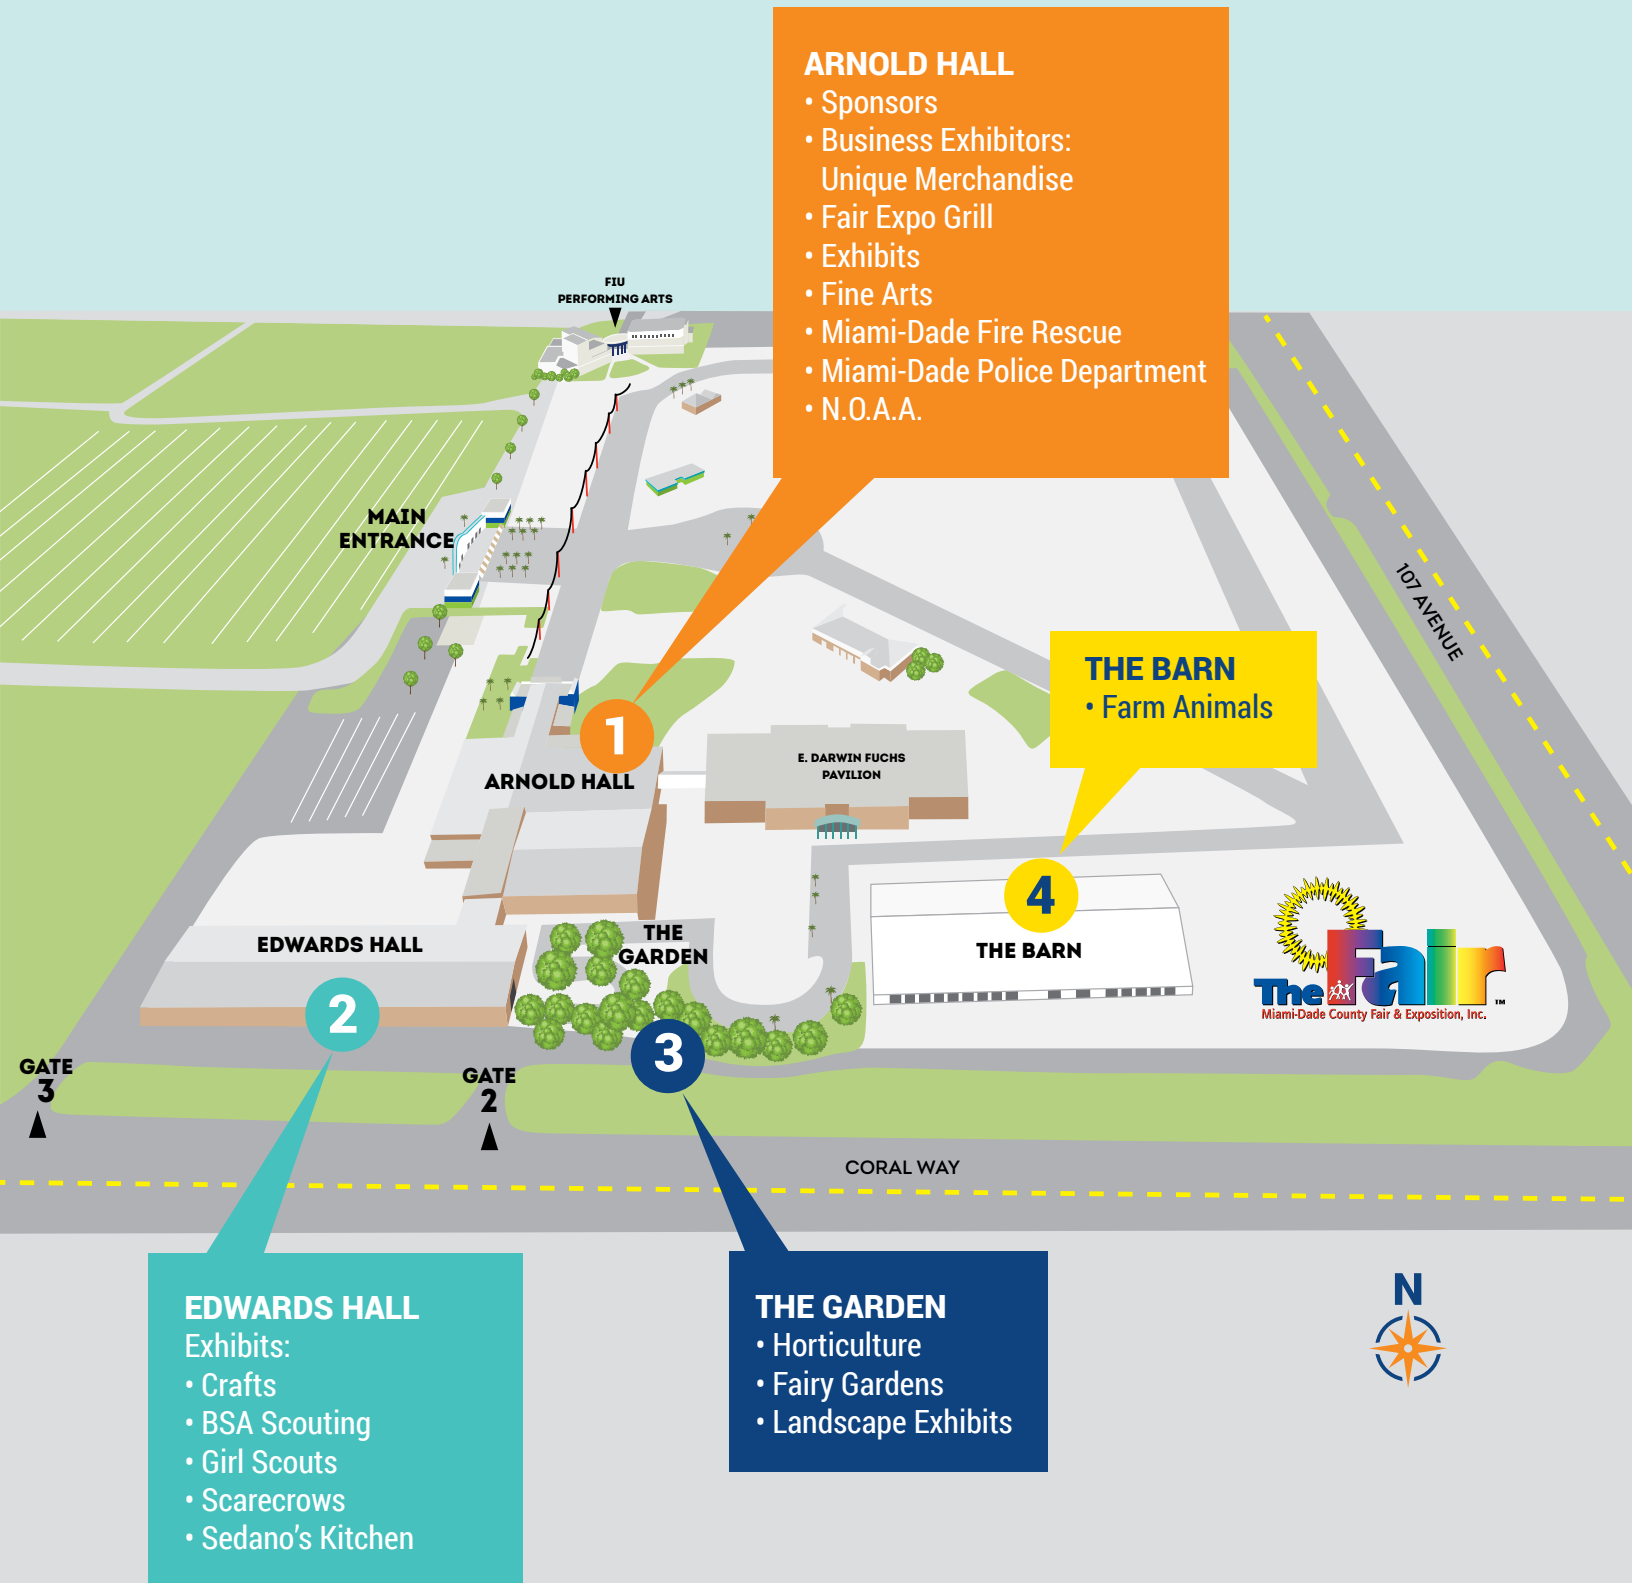 ARNOLD HALL
• Sponsors
• Business Exhibitors:
Unique Merchandise
• Fair Expo Grill
• Exhibits
• Fine Arts
• Miami-Dade Fire Rescue
• Miami-Dade Police Department
• N.O.A.A.
FIU
PERFORMING ARTS
MAIN
ENTRANCE
107 AVENUE
THE BARN
• Farm Animals
1
ARNOLD HALL
E. DARWIN FUCHS
PAVILION
4
THE BARN
EDWARDS HALL
THE
GARDEN
The Fair TM
Miami-Dade County Fair & Exposition, Inc.
2
3
GATE
3
GATE
2
CORAL WAY
EDWARDS HALL
Exhibits:
• Crafts
• BSA Scouting
• Girl Scouts
• Scarecrows
• Sedano's Kitchen
THE GARDEN
• Horticulture
• Fairy Gardens
• Landscape Exhibits
N